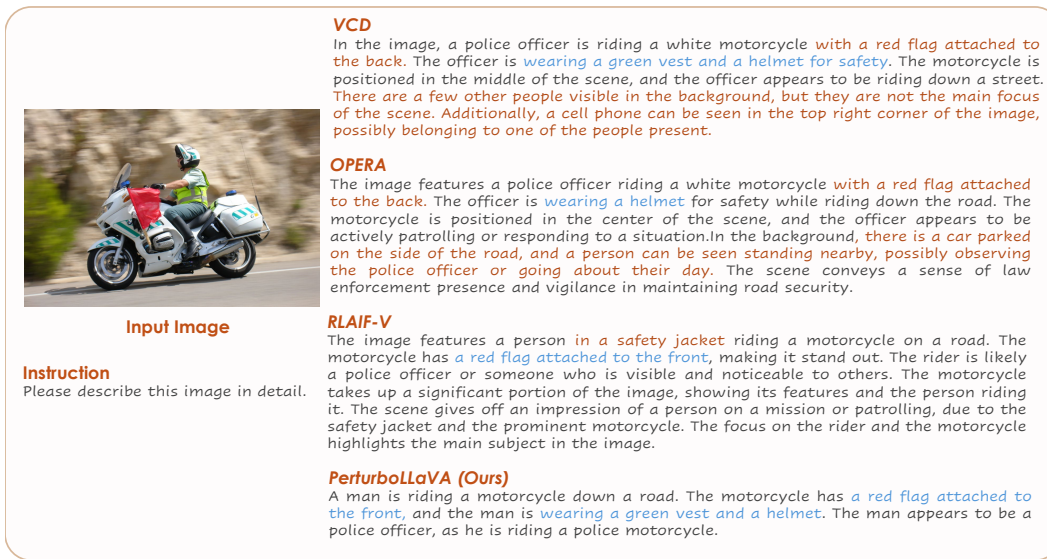 VCD
In the image, a police officer is riding a white motorcycle with a red flag attached to
the back. The officer is wearing a green vest and a helmet for safety. The motorcycle is
positioned in the middle of the scene, and the officer appears to be riding down a street.
There are a few other people visible in the background, but they are not the main focus
of the scene. Additionally, a cell phone can be seen in the top right corner of the image,
possibly belonging to one of the people present.
OPERA
The image features a police officer riding a white motorcycle with a red flag attached
to the back. The officer is wearing a helmet for safety while riding down the road. The
motorcycle is positioned in the center of the scene, and the officer appears to be
actively patrolling or responding to a situation.In the background, there is a car parked
on the side of the road, and a person can be seen standing nearby, possibly observing
the police officer or going about their day. The scene conveys a sense of law
enforcement presence and vigilance in maintaining road security.
Input Image
Instruction
Please describe this image in detail.
RLAIF-V
The image features a person in a safety jacket riding a motorcycle on a road. The
motorcycle has a red flag attached to the front, making it stand out. The rider is likely
a police officer or someone who is visible and noticeable to others. The motorcycle
takes up a significant portion of the image, showing its features and the person riding
it. The scene gives off an impression of a person on a mission or patrolling, due to the
safety jacket and the prominent motorcycle. The focus on the rider and the motorcycle
highlights the main subject in the image.
PerturboLLaVA (Ours)
A man is riding a motorcycle down a road. The motorcycle has a red flag attached to
the front, and the man is wearing a green vest and a helmet. The man appears to be a
police officer, as he is riding a police motorcycle.